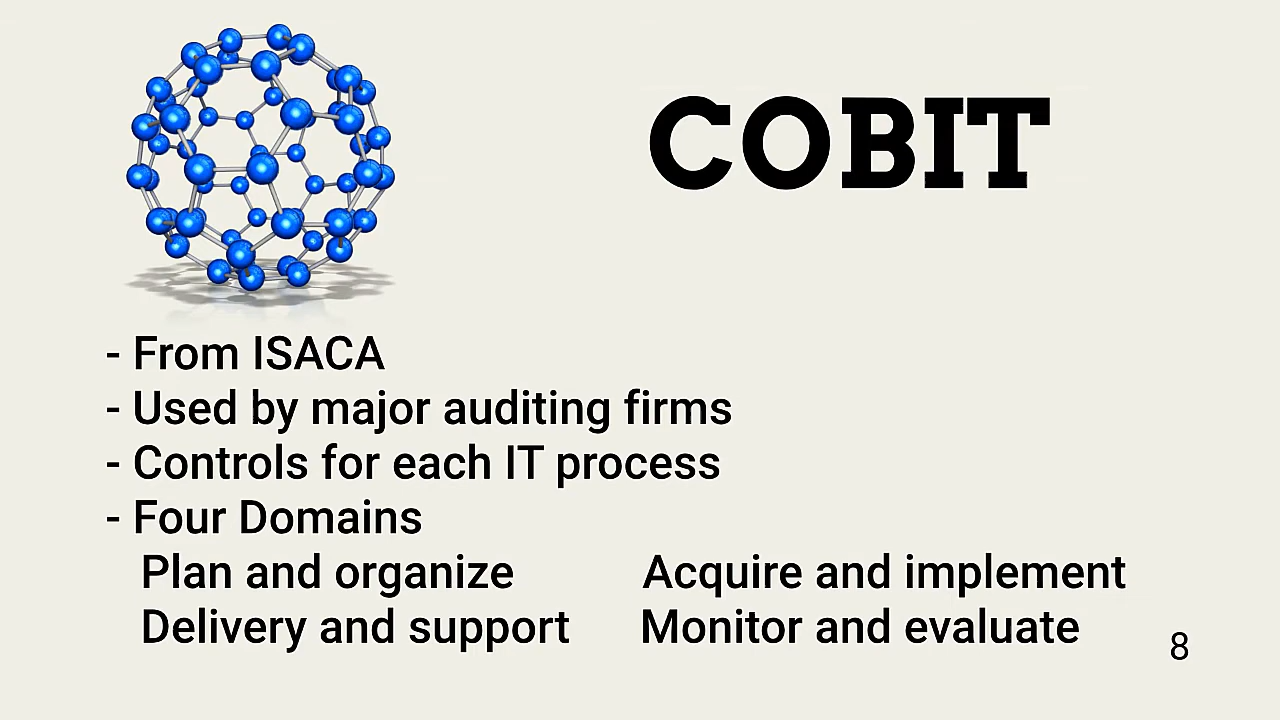 COBIT
- From ISACA
- Used by major auditing firms
- Controls for each IT process
- Four Domains
Plan and organize Acquire and implement
Delivery and support Monitor and evaluate
8